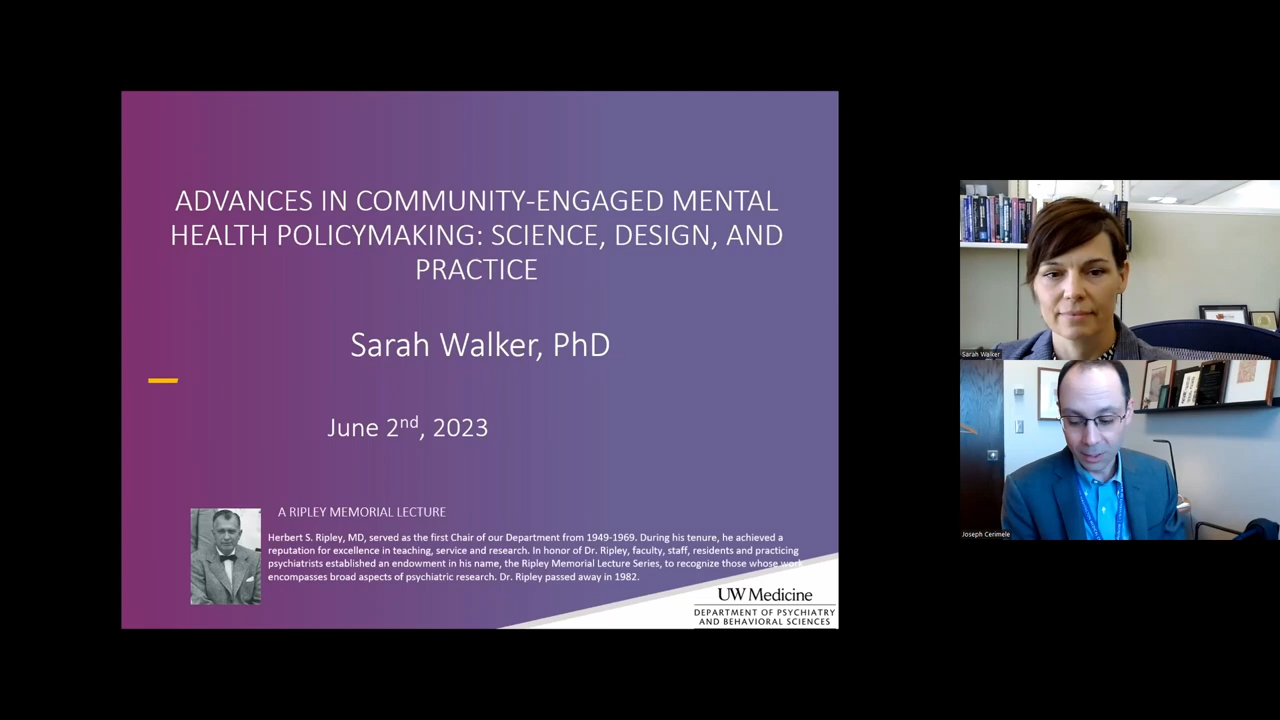 ADVANCES IN COMMUNITY-ENGAGED MENTAL
HEALTH POLICYMAKING: SCIENCE, DESIGN, AND
PRACTICE
Sarah Walker, PhD
June 2nd, 2023
A RIPLEY MEMORIAL LECTURE
Herbert S. Ripley, MD, served as the first Chair of our Department from 1949-1969. During his tenure, he achieved a
reputation for excellence in teaching, service and research. In honor of Dr. Ripley, faculty, staff, residents and practicing
psychiatrists established an endowment in his name, the Ripley Memorial Lecture Series, to recognize those whose work
encompasses broad aspects of psychiatric research. Dr. Ripley passed away in 1982.
UW Medicine
DEPARTMENT OF PSYCHIATRY
AND BEHAVIORAL SCIENCES
Sarah Walker
Joseph Cerimele